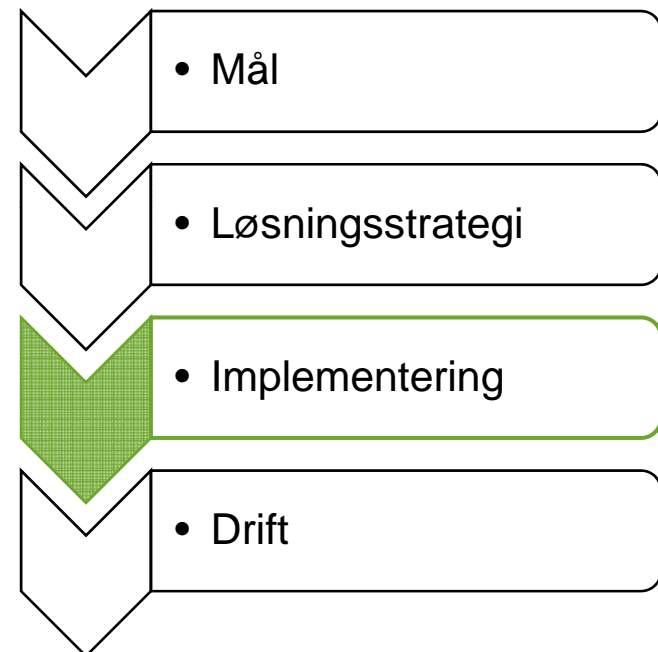 • Mål
• Løsningsstrategi
• Implementering
• Drift